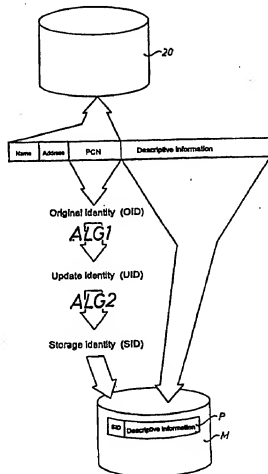 20
Name Address PCN Descriptive Information
Original Identity (OID)
ALG1
Update Identity (UID)
ALG2
Storage Identity (SID)
P
SID Descriptive Information
M